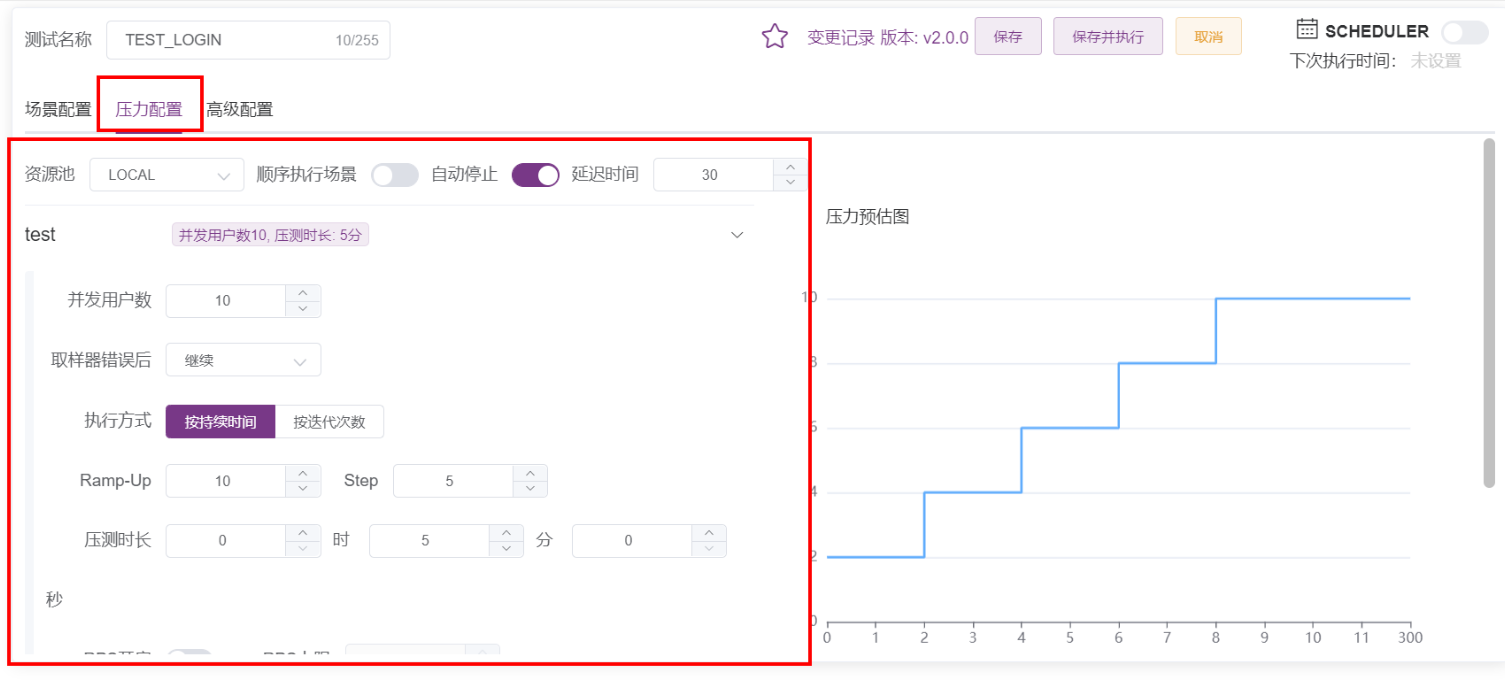 测试名称 TEST_LOGIN 10/255 变更记录 版本: v2.0.0 保存 保存并执行 取消 SCHEDULER
下次执行时间: 未设置
场景配置 压力配置 高级配置
资源池 LOCAL 顺序执行场景 自动停止 延迟时间 30
压力预估图
test 并发用户数10, 压测时长: 5分
并发用户数 10
取样器错误后 继续
执行方式 按持续时间 按迭代次数
Ramp-Up 10 Step 5
压测时长 0 时 5 分 0
秒
10
8
6
4
2
0
0 1 2 3 4 5 6 7 8 9 10 11 300